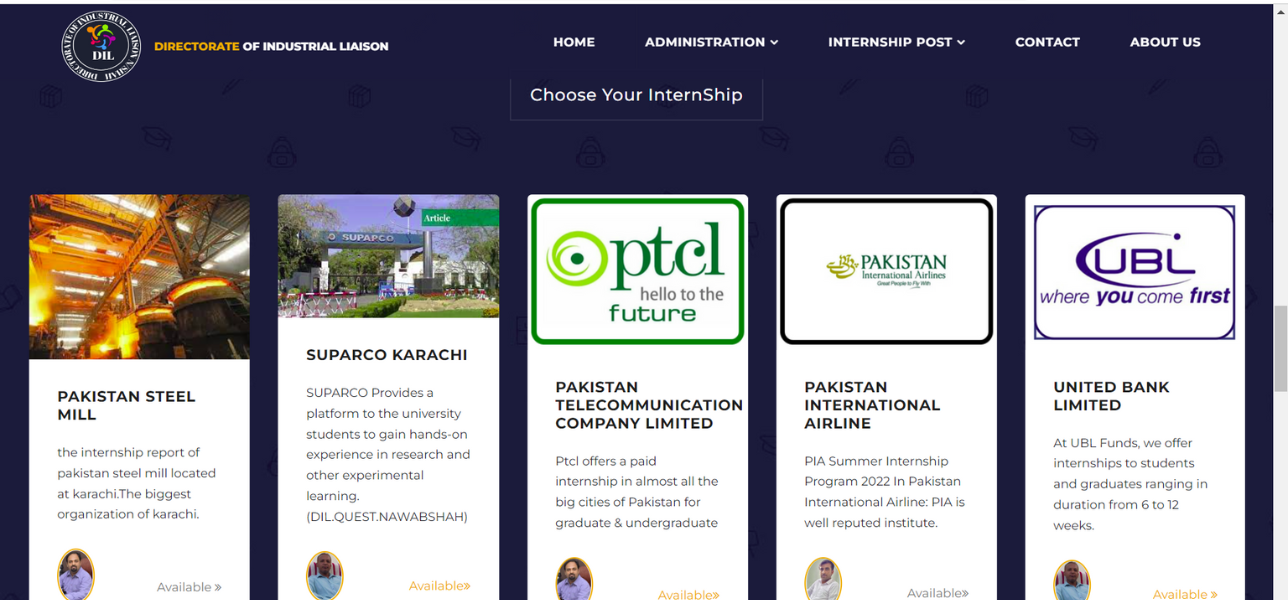 DIRECTORATE OF INDUSTRIAL LIAISON N'SHAH
DIL
DIRECTORATE OF INDUSTRIAL LIAISON
HOME
ADMINISTRATION
INTERNSHIP POST
CONTACT
ABOUT US
Choose Your InternShip
PAKISTAN STEEL
MILL
the internship report of
pakistan steel mill located
at karachi.The biggest
organization of karachi.
Available »
Article
SUPARCO
SUPARCO KARACHI
SUPARCO Provides a
platform to the university
students to gain hands-on
experience in research and
other experimental
learning.
(DIL.QUEST.NAWABSHAH)
Available»
ptcl
hello to the
future
PAKISTAN
TELECOMMUNICATION
COMPANY LIMITED
Ptcl offers a paid
internship in almost all the
big cities of Pakistan for
graduate & undergraduate
Available»
PAKISTAN
International Airlines
Great People to Fly With
PAKISTAN
INTERNATIONAL
AIRLINE
PIA Summer Internship
Program 2022 In Pakistan
International Airline: PIA is
well reputed institute.
Available»
UBL
where you come first
UNITED BANK
LIMITED
At UBL Funds, we offer
internships to students
and graduates ranging in
duration from 6 to 12
weeks.
Available »